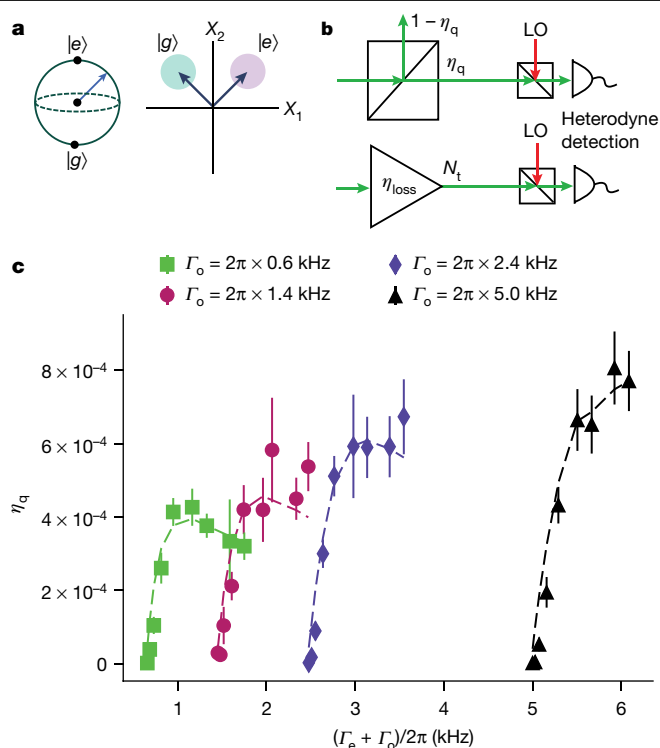 a
|e⟩
|g⟩
|g⟩ X₂ |e⟩
X₁
b
1 − ηq
ηq
LO
Heterodyne
detection
LO
ηloss
Nt
c
Γo = 2π × 0.6 kHz
Γo = 2π × 1.4 kHz
Γo = 2π × 2.4 kHz
Γo = 2π × 5.0 kHz
ηq
8 × 10⁻⁴
6 × 10⁻⁴
4 × 10⁻⁴
2 × 10⁻⁴
0
1 2 3 4 5 6
(Γe + Γo)/2π (kHz)